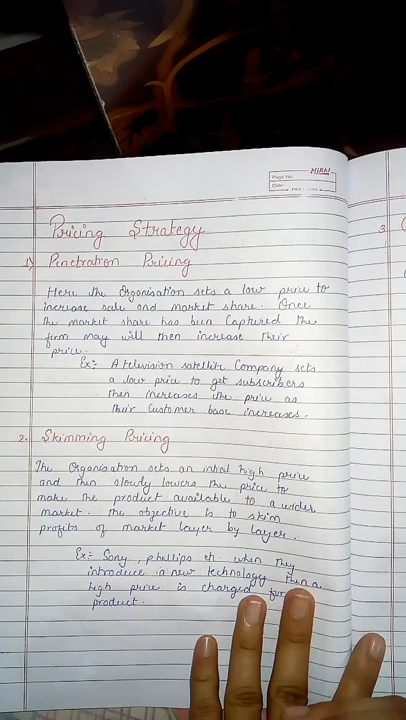 MIRAJ
Page No.
Date:
Pricing Strategy
1) Penetration Pricing
Here the Organisation sets a low price to
increase sale and market share. Once
the market share has been Captured the
firm may will then increase their
price.
Ex:- A television satellite Company sets
a low price to get subscribers
then increases the price as
their Customer base increases.
2. Skimming Pricing
The Organisation sets an initial high price
and then slowly lowers the price to
make the product available to a wider
market. The objective is to skim
profits of market layer by layer.
Ex:- Sony, phillips etc. when they
introduce a new technology then a
high price is charged for
product.
3.